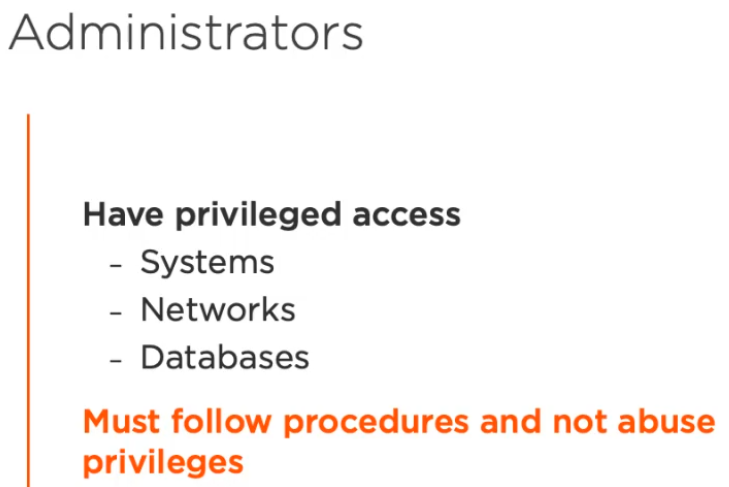 Administrators
Have privileged access
– Systems
– Networks
– Databases
Must follow procedures and not abuse
privileges